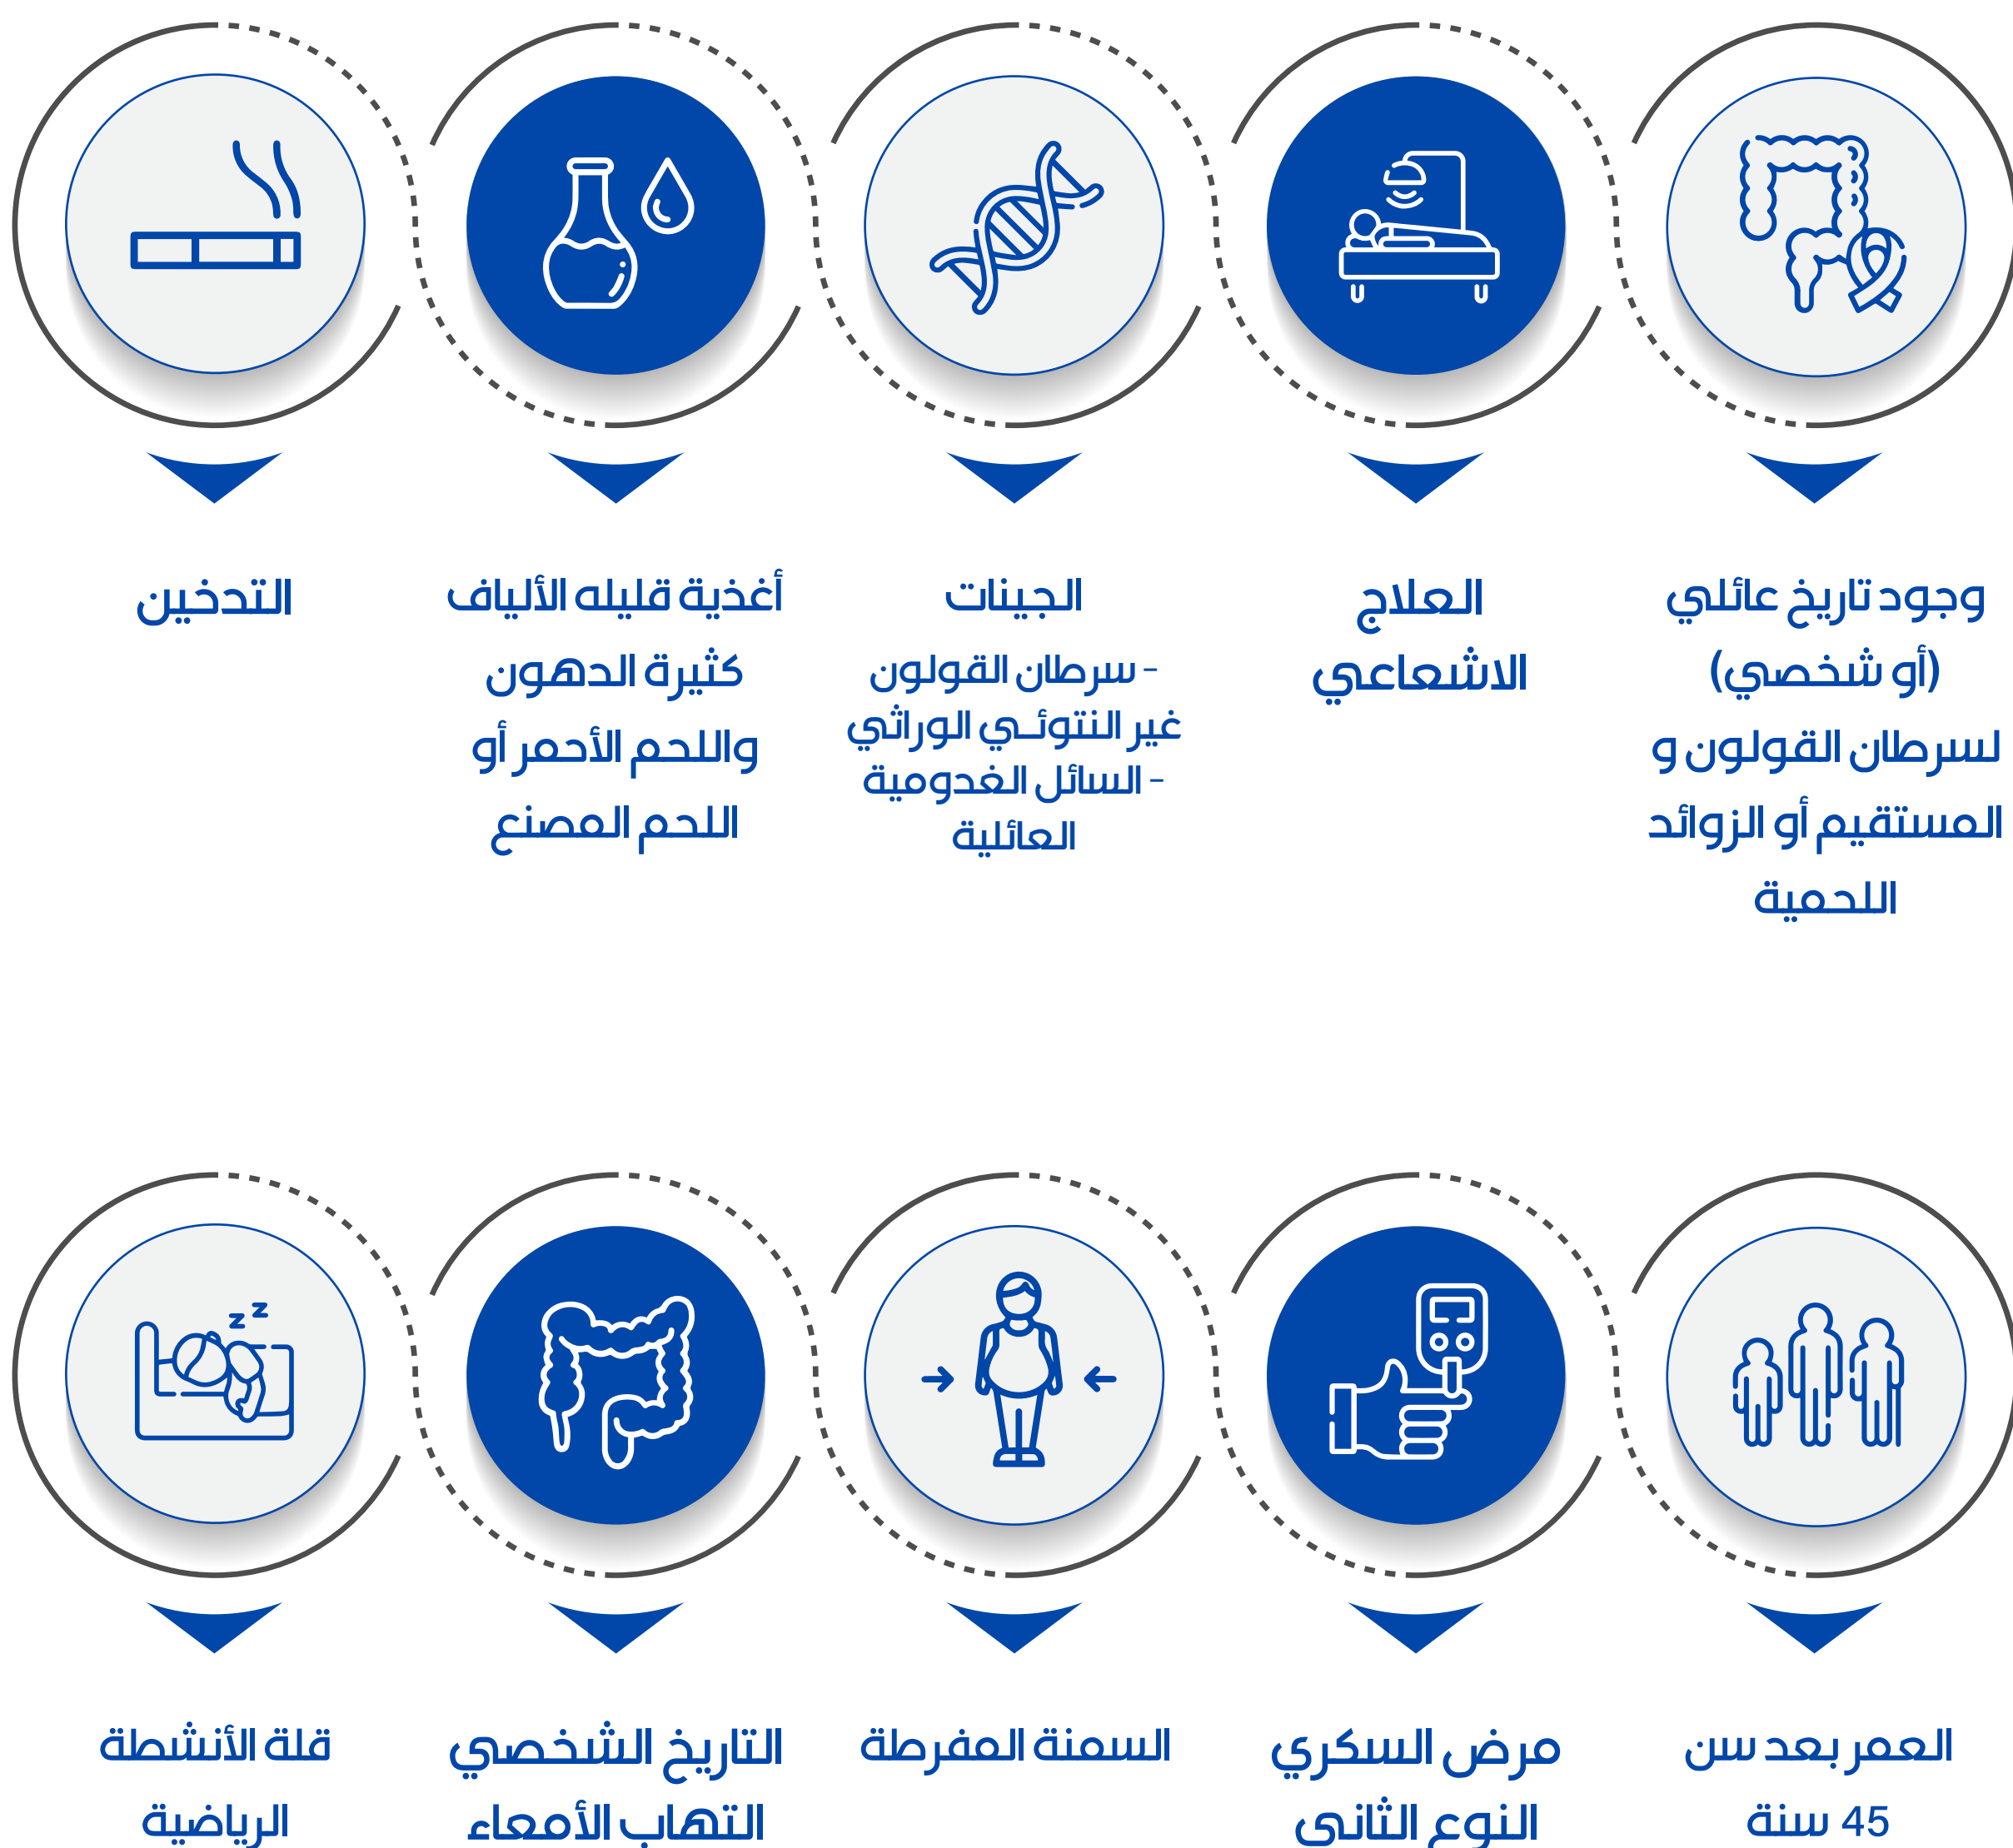 وجود تاريخ عائلي
(أو شخصي)
لسرطان القولون و
المستقيم أو الزوائد
اللحمية
العلاج
الاشعاعي
الجينات
- سرطان القولون
غير النتوئي الوراثي
- السائل الغدومية
العائلية
أغذية قليلة الألياف
كثيرة الدهون
واللحم الأحمر أو
اللحم المصنع
التدخين
العمر بعد سن
45 سنة
مرض السكري
النوع الثاني
السمنة المفرطة
التاريخ الشخصي
التهاب الأمعاء
قلة الأنشطة
الرياضية